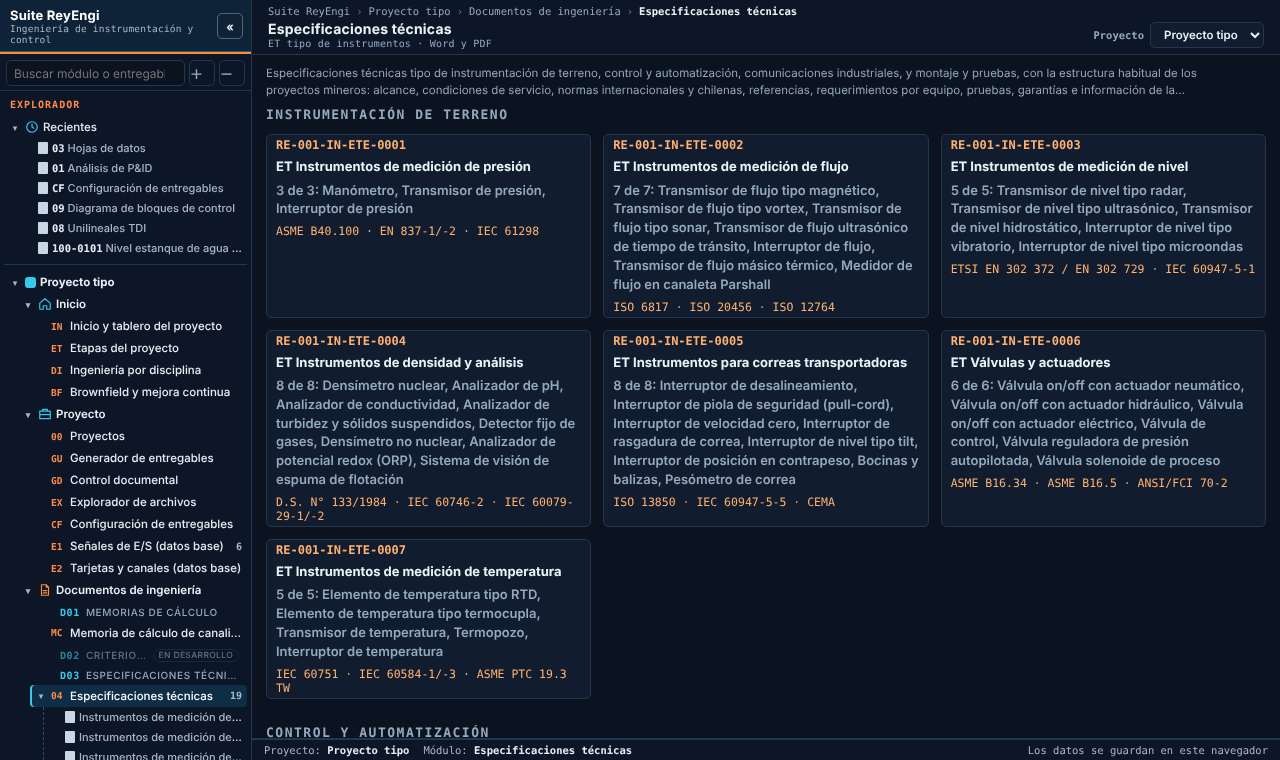 Suite ReyEngi
Ingeniería de instrumentación y
control
«
+
−
EXPLORADOR
Recientes
03 Hojas de datos
01 Análisis de P&ID
CF Configuración de entregables
09 Diagrama de bloques de control
08 Unilineales TDI
100-0101 Nivel estanque de agua ...
Proyecto tipo
Inicio
IN Inicio y tablero del proyecto
ET Etapas del proyecto
DI Ingeniería por disciplina
BF Brownfield y mejora continua
Proyecto
00 Proyectos
GU Generador de entregables
GD Control documental
EX Explorador de archivos
CF Configuración de entregables
E1 Señales de E/S (datos base) 6
E2 Tarjetas y canales (datos base)
Documentos de ingeniería
D01 MEMORIAS DE CÁLCULO
MC Memoria de cálculo de canali...
D02 CRITERIO... EN DESARROLLO
D03 ESPECIFICACIONES TÉCNI...
04 Especificaciones técnicas 19
Instrumentos de medición de...
Instrumentos de medición de...
Instrumentos de medición de...
Suite ReyEngi › Proyecto tipo › Documentos de ingeniería › Especificaciones técnicas
Especificaciones técnicas
ET tipo de instrumentos · Word y PDF
Proyecto Proyecto tipo
Especificaciones técnicas tipo de instrumentación de terreno, control y automatización, comunicaciones industriales, y montaje y pruebas, con la estructura habitual de los
proyectos mineros: alcance, condiciones de servicio, normas internacionales y chilenas, referencias, requerimientos por equipo, pruebas, garantías e información de la...
INSTRUMENTACIÓN DE TERRENO
RE-001-IN-ETE-0001
ET Instrumentos de medición de presión
3 de 3: Manómetro, Transmisor de presión,
Interruptor de presión
ASME B40.100 · EN 837-1/-2 · IEC 61298
RE-001-IN-ETE-0002
ET Instrumentos de medición de flujo
7 de 7: Transmisor de flujo tipo magnético,
Transmisor de flujo tipo vortex, Transmisor de
flujo tipo sonar, Transmisor de flujo ultrasónico
de tiempo de tránsito, Interruptor de flujo,
Transmisor de flujo másico térmico, Medidor de
flujo en canaleta Parshall
ISO 6817 · ISO 20456 · ISO 12764
RE-001-IN-ETE-0003
ET Instrumentos de medición de nivel
5 de 5: Transmisor de nivel tipo radar,
Transmisor de nivel tipo ultrasónico, Transmisor
de nivel hidrostático, Interruptor de nivel tipo
vibratorio, Interruptor de nivel tipo microondas
ETSI EN 302 372 / EN 302 729 · IEC 60947-5-1
RE-001-IN-ETE-0004
ET Instrumentos de densidad y análisis
8 de 8: Densímetro nuclear, Analizador de pH,
Analizador de conductividad, Analizador de
turbidez y sólidos suspendidos, Detector fijo de
gases, Densímetro no nuclear, Analizador de
potencial redox (ORP), Sistema de visión de
espuma de flotación
D.S. N° 133/1984 · IEC 60746-2 · IEC 60079-
29-1/-2
RE-001-IN-ETE-0005
ET Instrumentos para correas transportadoras
8 de 8: Interruptor de desalineamiento,
Interruptor de piola de seguridad (pull-cord),
Interruptor de velocidad cero, Interruptor de
rasgadura de correa, Interruptor de nivel tipo tilt,
Interruptor de posición en contrapeso, Bocinas y
balizas, Pesómetro de correa
ISO 13850 · IEC 60947-5-5 · CEMA
RE-001-IN-ETE-0006
ET Válvulas y actuadores
6 de 6: Válvula on/off con actuador neumático,
Válvula on/off con actuador hidráulico, Válvula
on/off con actuador eléctrico, Válvula de
control, Válvula reguladora de presión
autopilotada, Válvula solenoide de proceso
ASME B16.34 · ASME B16.5 · ANSI/FCI 70-2
RE-001-IN-ETE-0007
ET Instrumentos de medición de temperatura
5 de 5: Elemento de temperatura tipo RTD,
Elemento de temperatura tipo termocupla,
Transmisor de temperatura, Termopozo,
Interruptor de temperatura
IEC 60751 · IEC 60584-1/-3 · ASME PTC 19.3
TW
CONTROL Y AUTOMATIZACIÓN
Proyecto: Proyecto tipo Módulo: Especificaciones técnicas
Los datos se guardan en este navegador
Buscar módulo o entregabl